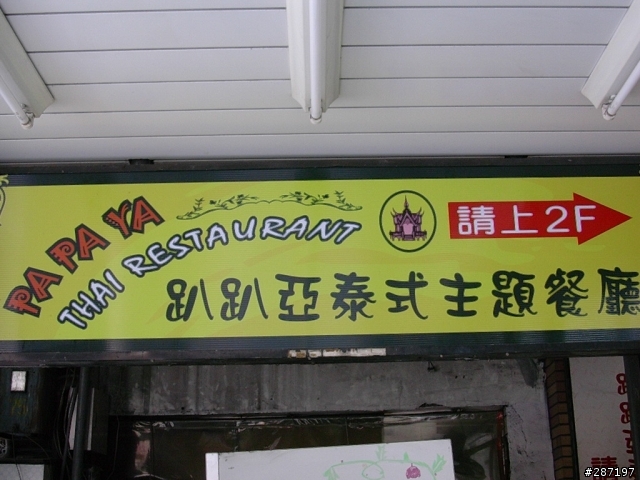 PA PA YA
THAI RESTAURANT
請上2F
趴趴亞泰式主題餐廳
請
#287197